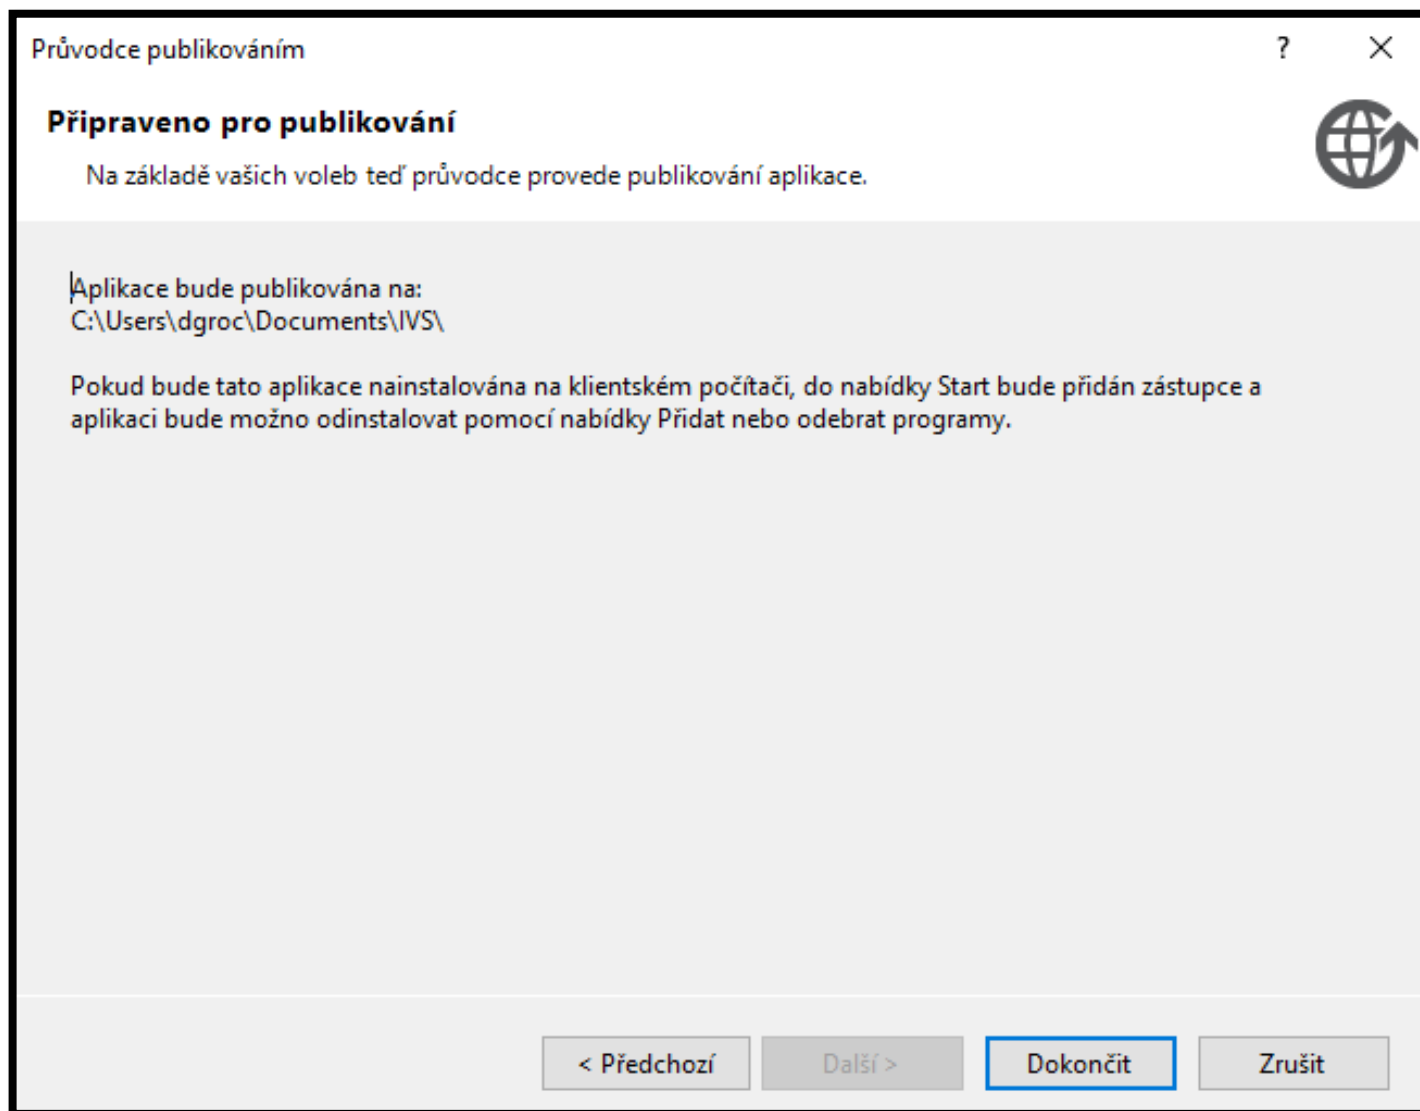 Průvodce publikováním
?
Připraveno pro publikování
Na základě vašich voleb teď průvodce provede publikování aplikace.
Aplikace bude publikována na:
C:\Users\dgroc\Documents\IVS\
Pokud bude tato aplikace nainstalována na klientském počítači, do nabídky Start bude přidán zástupce a
aplikaci bude možno odinstalovat pomocí nabídky Přidat nebo odebrat programy.
< Předchozí
Další >
Dokončit
Zrušit